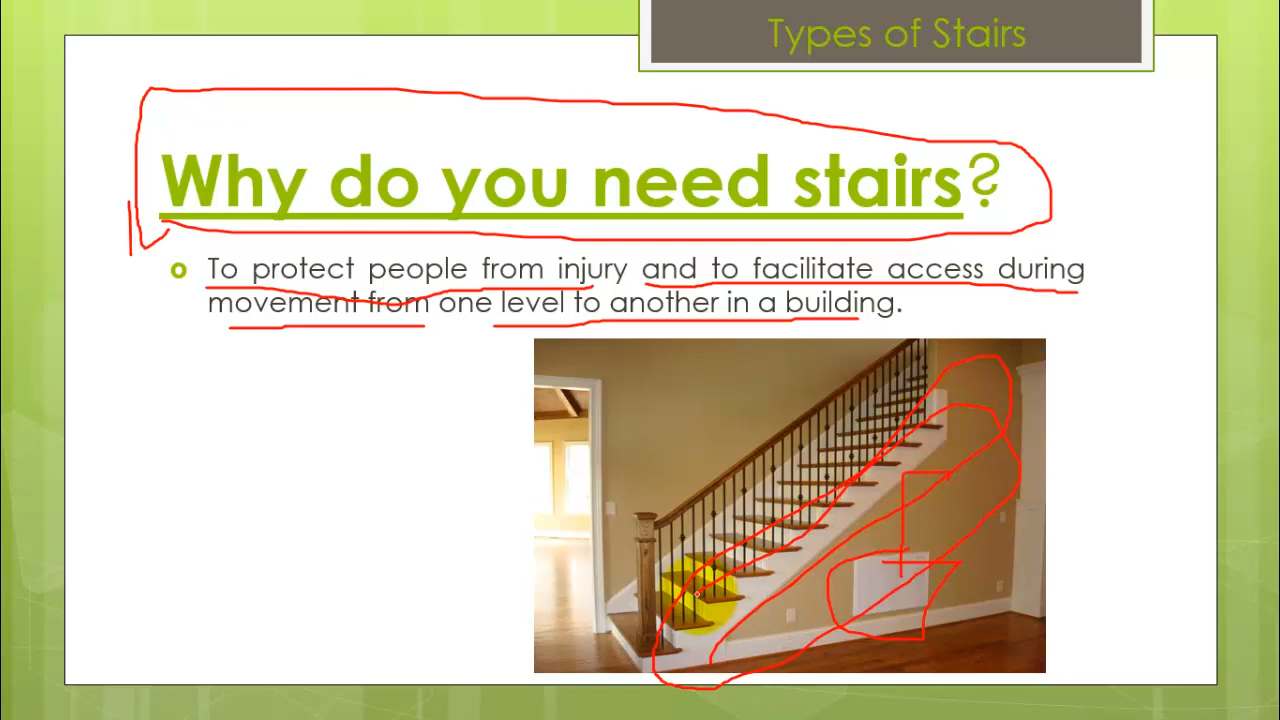 Types of Stairs
Why do you need stairs?
To protect people from injury and to facilitate access during
movement from one level to another in a building.